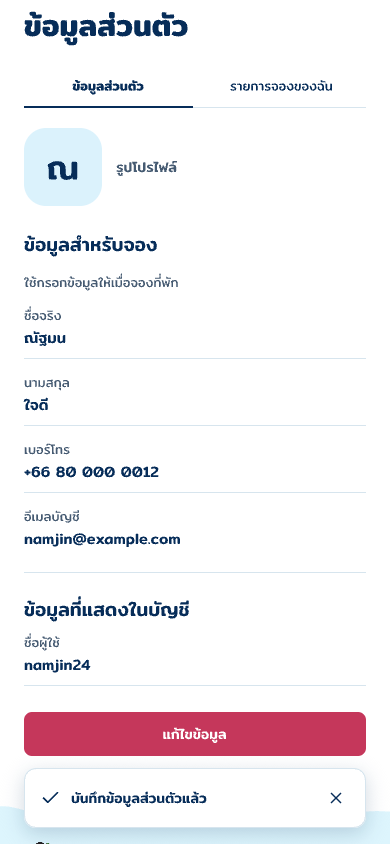 ข้อมูลส่วนตัว
ข้อมูลส่วนตัว
รายการจองของฉัน
ณ
รูปโปรไฟล์
ข้อมูลสำหรับจอง
ใช้กรอกข้อมูลให้เมื่อจองที่พัก
ชื่อจริง
ณัฐมน
นามสกุล
ใจดี
เบอร์โทร
+66 80 000 0012
อีเมลบัญชี
namjin@example.com
ข้อมูลที่แสดงในบัญชี
ชื่อผู้ใช้
namjin24
แก้ไขข้อมูล
บันทึกข้อมูลส่วนตัวแล้ว